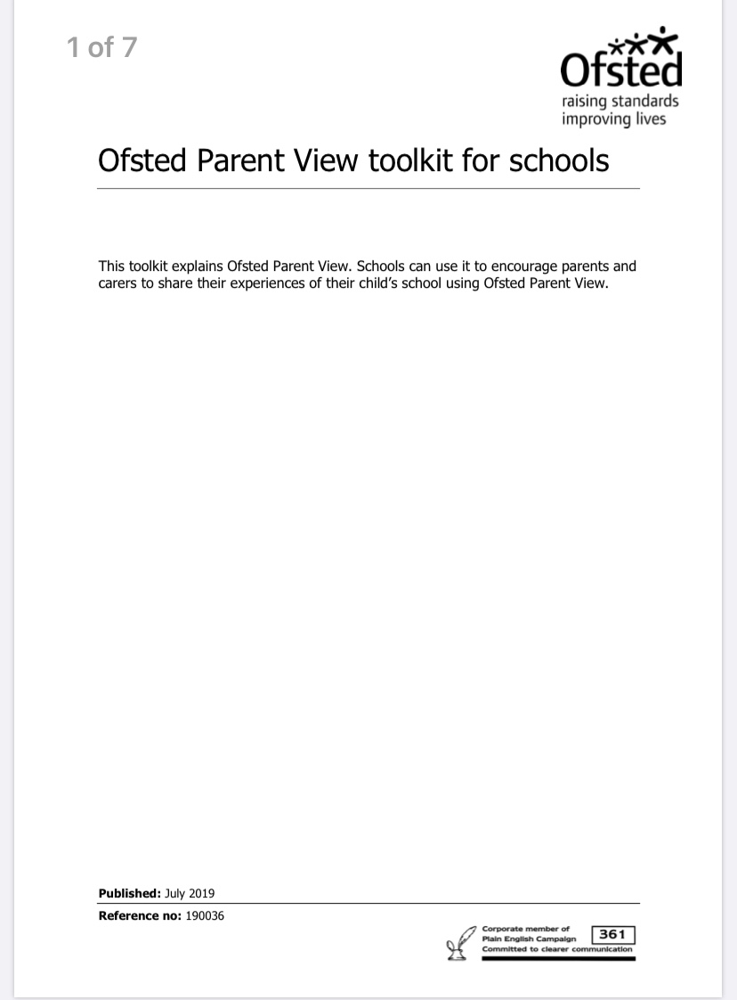 1 of 7
Ofsted
raising standards
improving lives
Ofsted Parent View toolkit for schools
This toolkit explains Ofsted Parent View. Schools can use it to encourage parents and
carers to share their experiences of their child’s school using Ofsted Parent View.
Published: July 2019
Reference no: 190036
Corporate member of
Plain English Campaign
Committed to clearer communication
361